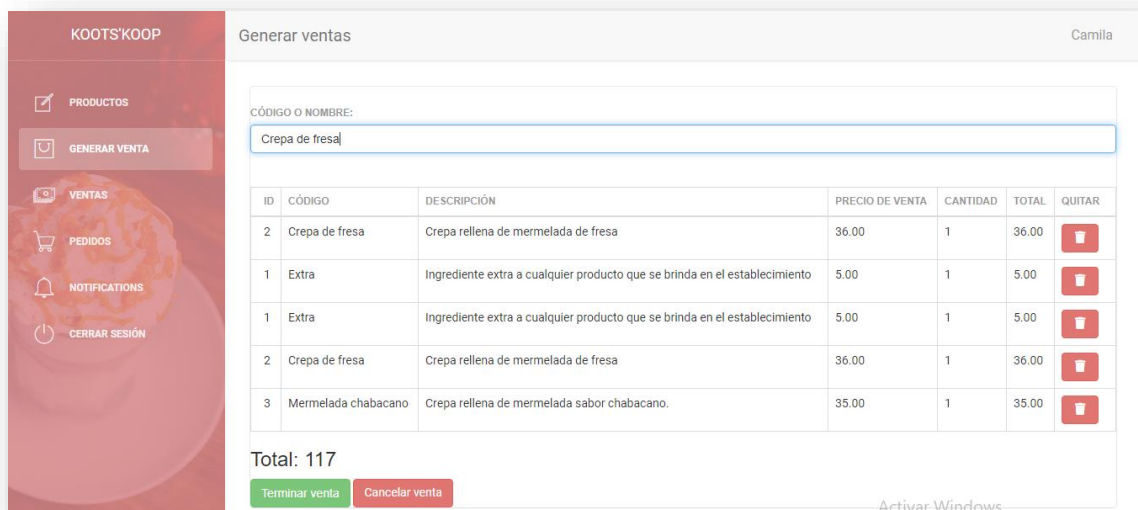 KOOTS'KOOP
Generar ventas
Camila
PRODUCTOS
GENERAR VENTA
VENTAS
PEDIDOS
NOTIFICATIONS
CERRAR SESIÓN
CÓDIGO O NOMBRE:
Crepa de fresa
ID CÓDIGO DESCRIPCIÓN PRECIO DE VENTA CANTIDAD TOTAL QUITAR
2 Crepa de fresa Crepa rellena de mermelada de fresa 36.00 1 36.00
1 Extra Ingrediente extra a cualquier producto que se brinda en el establecimiento 5.00 1 5.00
1 Extra Ingrediente extra a cualquier producto que se brinda en el establecimiento 5.00 1 5.00
2 Crepa de fresa Crepa rellena de mermelada de fresa 36.00 1 36.00
3 Mermelada chabacano Crepa rellena de mermelada sabor chabacano. 35.00 1 35.00
Total: 117
Terminar venta Cancelar venta
Activar Windows